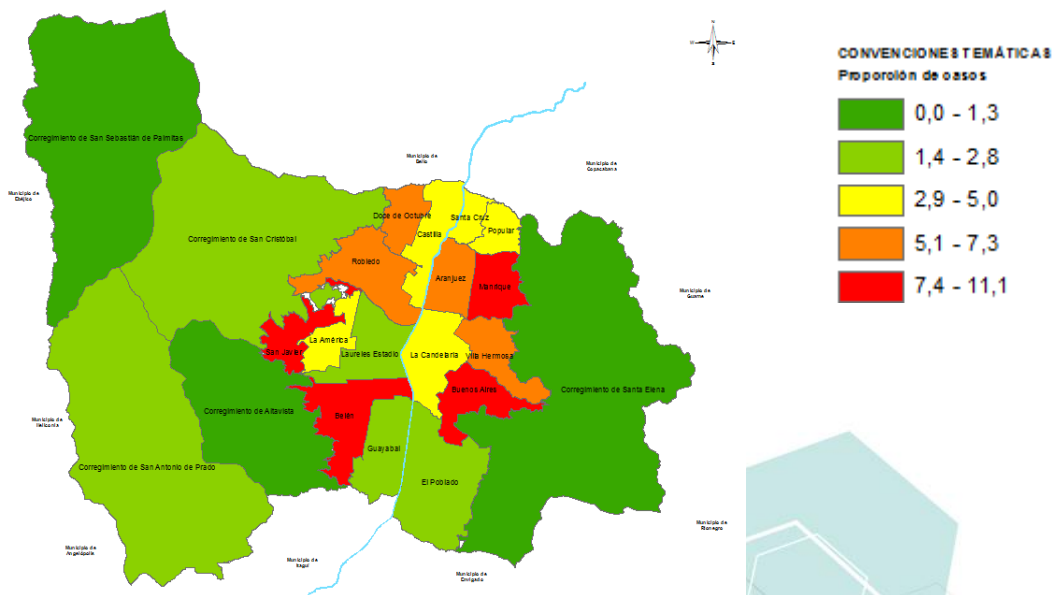 N
W
E
S
CONVENCIONES TEMÁTICAS
Proporción de casos
0,0 - 1,3
1,4 - 2,8
2,9 - 5,0
5,1 - 7,3
7,4 - 11,1
Corregimiento de San Sebastián de Palmitas
Municipio de
Bello
Municipio de
Copacabana
Municipio de
Ebéjico
Doce de Octubre
Santa Cruz
Castilla
Popular
Corregimiento de San Cristóbal
Robledo
Aranjuez
Manrique
Municipio de
Guarne
La América
San Javier
Laureles Estadio
La Candelaria
Villa Hermosa
Buenos Aires
Corregimiento de Santa Elena
Corregimiento de Altavista
Belén
Municipio de
Heliconia
Guayabal
Corregimiento de San Antonio de Prado
El Poblado
Municipio de
Rionegro
Municipio de
Angelópolis
Municipio de
Itagüí
Municipio de
Envigado